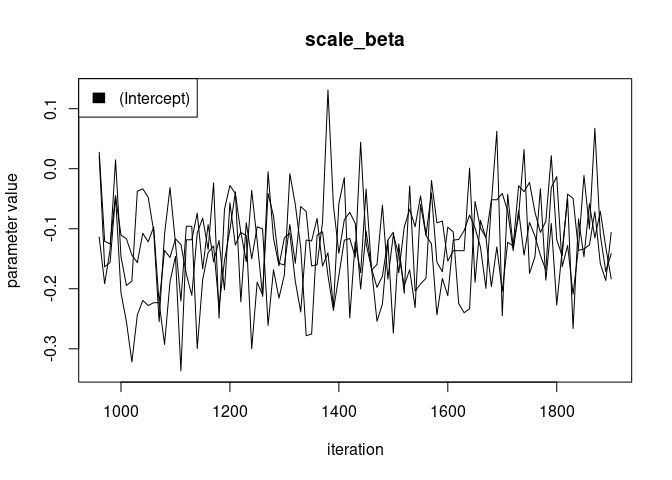 scale_beta
(Intercept)
parameter value
0.1
0.0
-0.1
-0.2
-0.3
1000 1200 1400 1600 1800
iteration